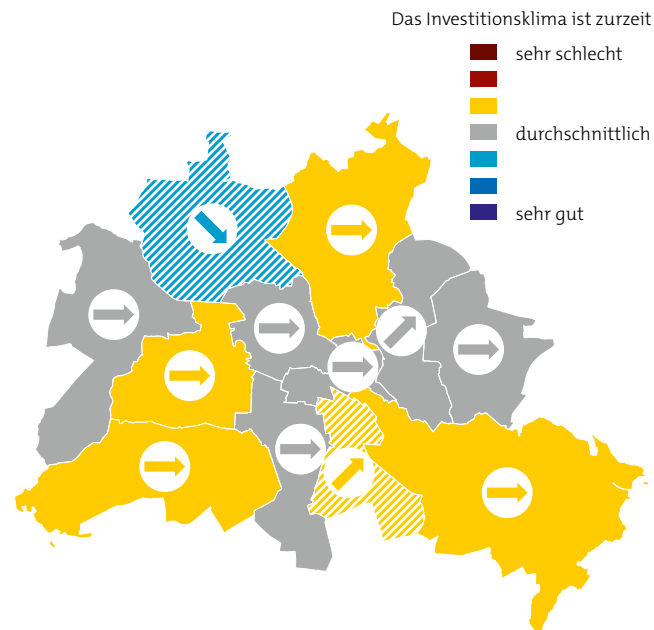 Das Investitionsklima ist zurzeit
sehr schlecht
durchschnittlich
sehr gut